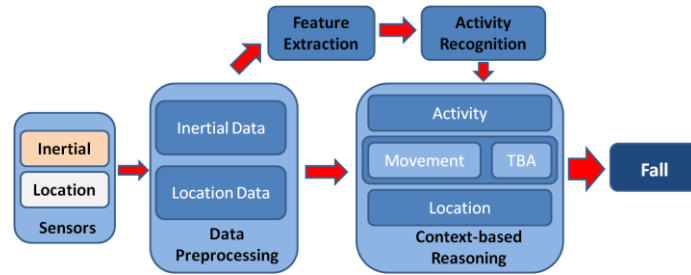 Feature
Extraction
Activity
Recognition
Inertial
Location
Sensors
Inertial Data
Location Data
Data
Preprocessing
Activity
Movement
TBA
Location
Context-based
Reasoning
Fall